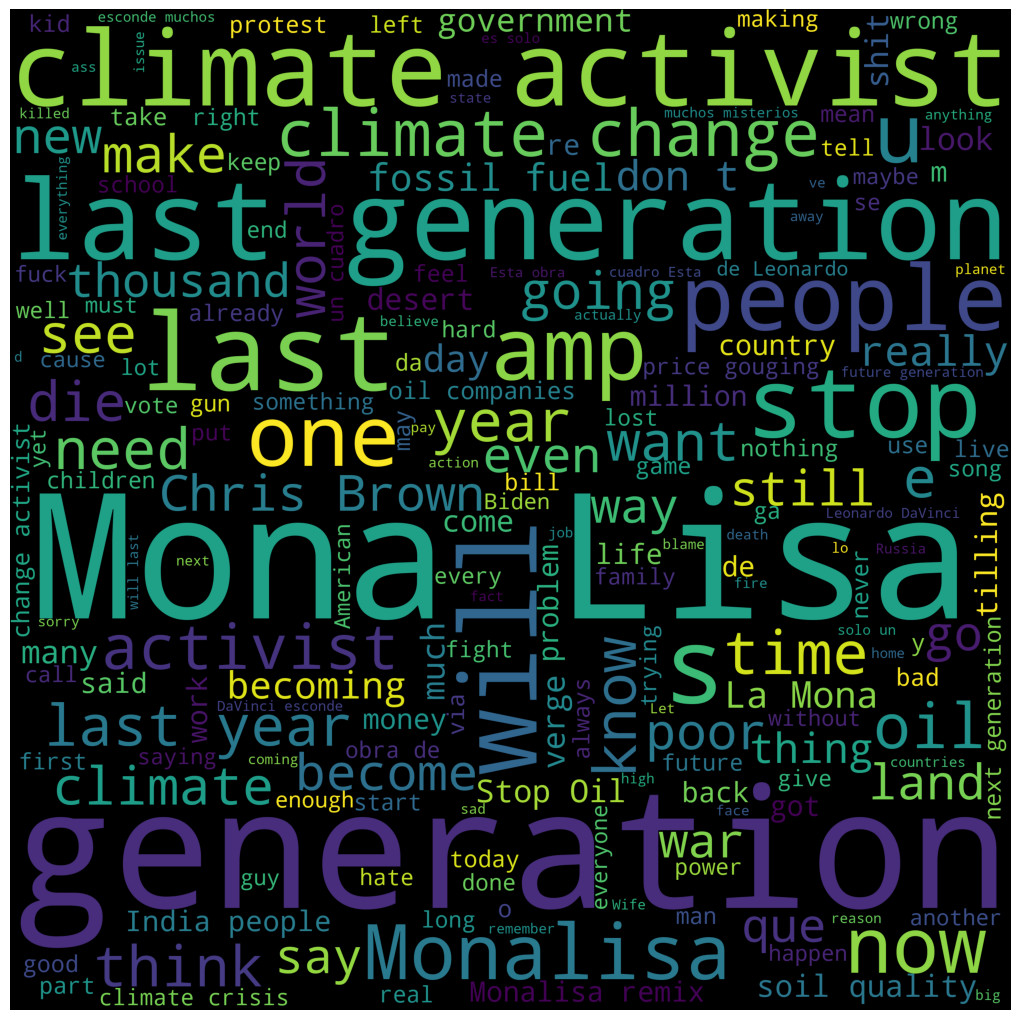 esconde muchos
kid
protest
left
government
es solo
making
wrong
shit
climate activist
ass
issue
made
state
killed
take
right
muchos misterios
mean
anything
new
make
climate change
u
look
keep
re
tell
everything
school
world
fossil fuel
don t
ve
maybe
m
se
last generation
end
un cuadro
away
fuck
thousand
feel
Esta obra
cuadro Esta
de Leonardo
planet
well
must
already
desert
going
actually
people
see
believe
hard
last
amp
country
really
d
cause
lot
da
day
price gouging
future generation
die
vote
gun
something
oil companies
million
stop
yet
put
may
pay
year
lost
use
live
need
one
even
want
nothing
children
action
game
song
change activist
Chris Brown
bill
Biden
way
still
e
ga
Leonardo DaVinci
tilling
Mona Lisa
will last
American
come
will
job
life
blame
death
lo
Russia
next
every
family
de
fire
never
sorry
fact
many
activist
much
fight
problem
verge
know
trying
s
time
solo un
home
y
go
generation
call
said
work
becoming
via
always
Let
La Mona
bad
DaVinci esconde
last year
money
poor
without
oil
first
saying
obra de
future
thing
countries
coming
become
high
climate
enough
start
Stop Oil
back
give
land
next
sad
got
face
generation
everyoner
war
today
power
guy
hate
done
Wife
India people
long
o
man
reason
another
remember
que
happen
now
good
think
say
Monalisa
part
climate crisis
real
Monalisa remix
soil quality
big